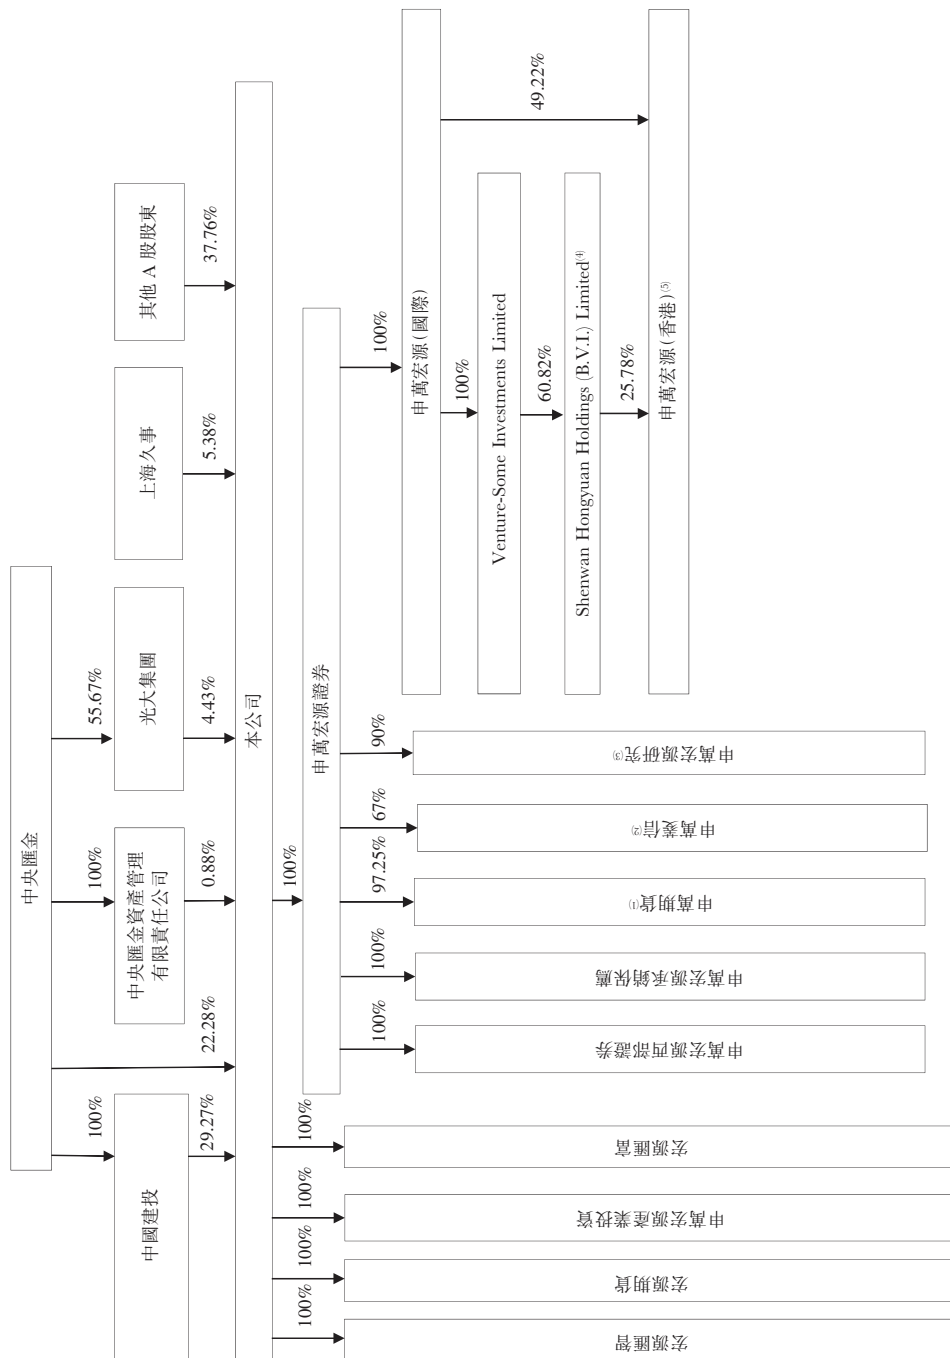 中央匯金
100%
22.28%
100%
55.67%
中國建投
中央匯金資產管理
有限責任公司
光大集團
上海久事
其他 A 股股東
29.27%
0.88%
4.43%
5.38%
37.76%
本公司
100%
100%
100%
100%
100%
宏源匯智
宏源期貨
申萬宏源產業投資
宏源匯富
申萬宏源證券
100%
100%
97.25%
67%
90%
100%
申萬宏源西部證券
申萬宏源承銷保薦
申萬期貨(1)
申萬菱信(2)
申萬宏源研究(3)
申萬宏源(國際)
100%
49.22%
Venture-Some Investments Limited
60.82%
Shenwan Hongyuan Holdings (B.V.I.) Limited(4)
25.78%
申萬宏源(香港)(5)